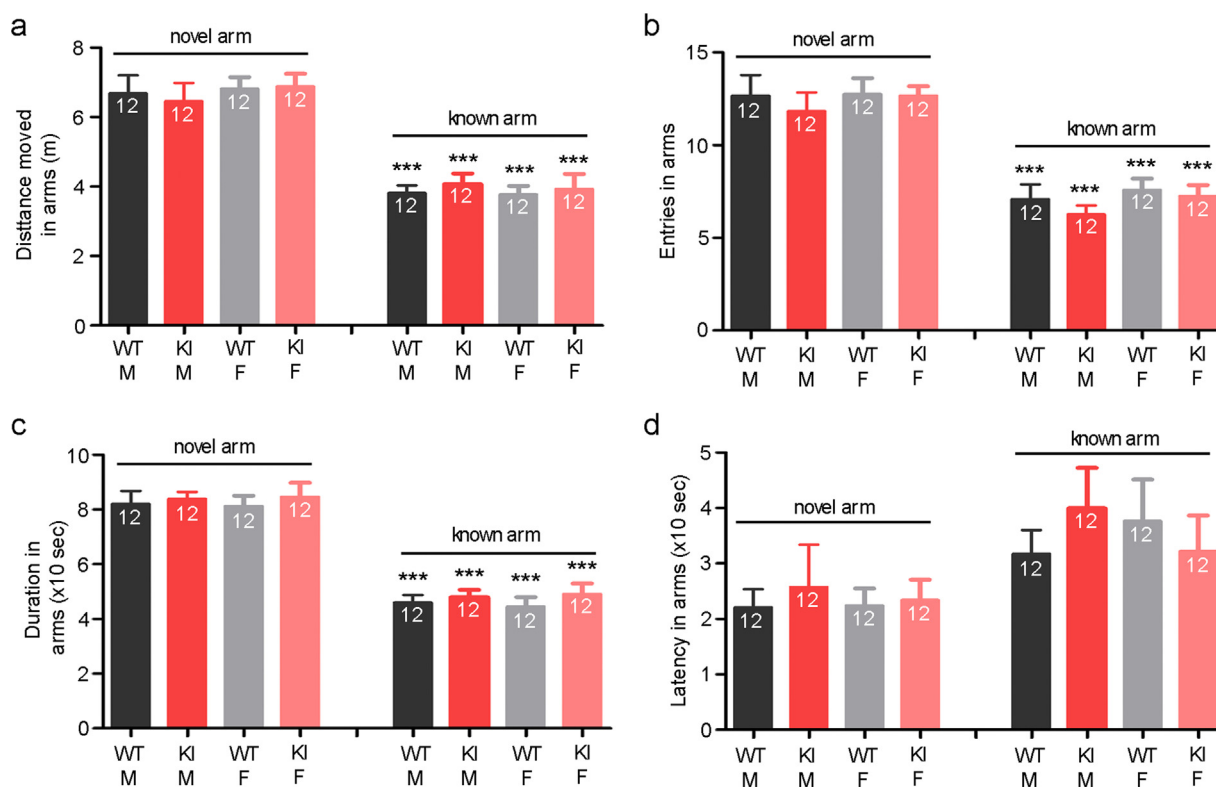 a
novel arm
known arm
Disttance moved
in arms (m)
8
6
4
2
0
12 12 12 12
*** *** *** ***
12 12 12 12
WT KI WT KI WT KI WT KI
M M F F M M F F
b
novel arm
known arm
Entries in arms
15
10
5
0
12 12 12 12
*** *** *** ***
12 12 12 12
WT KI WT KI WT KI WT KI
M M F F M M F F
c
novel arm
known arm
Duration in
arms (x10 sec)
10
8
6
4
2
0
12 12 12 12
*** *** *** ***
12 12 12 12
WT KI WT KI WT KI WT KI
M M F F M M F F
d
known arm
novel arm
Latency in arms (x10 sec)
5
4
3
2
1
0
12 12 12 12
12 12 12 12
WT KI WT KI WT KI WT KI
M M F F M M F F